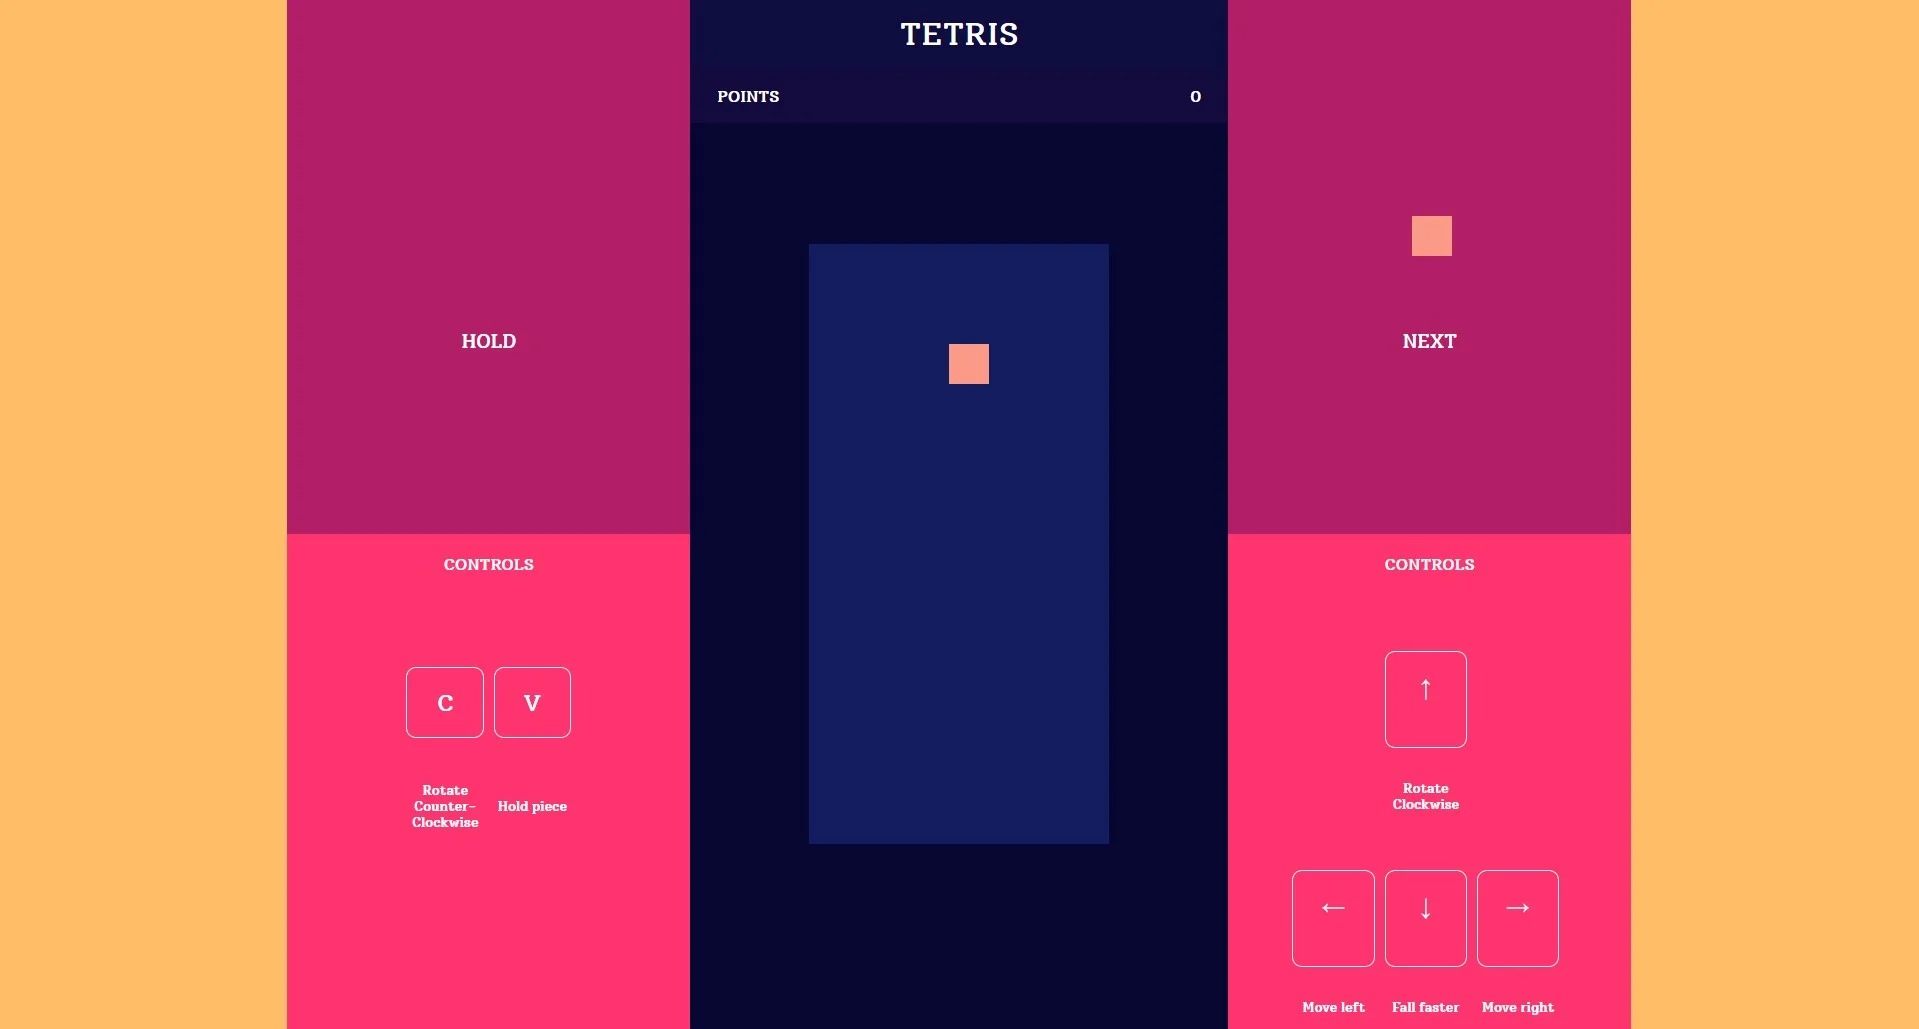 TETRIS
POINTS 0
HOLD
NEXT
CONTROLS
C V
Rotate
Counter-
Clockwise
Hold piece
CONTROLS
↑
Rotate
Clockwise
← ↓ →
Move left Fall faster Move right